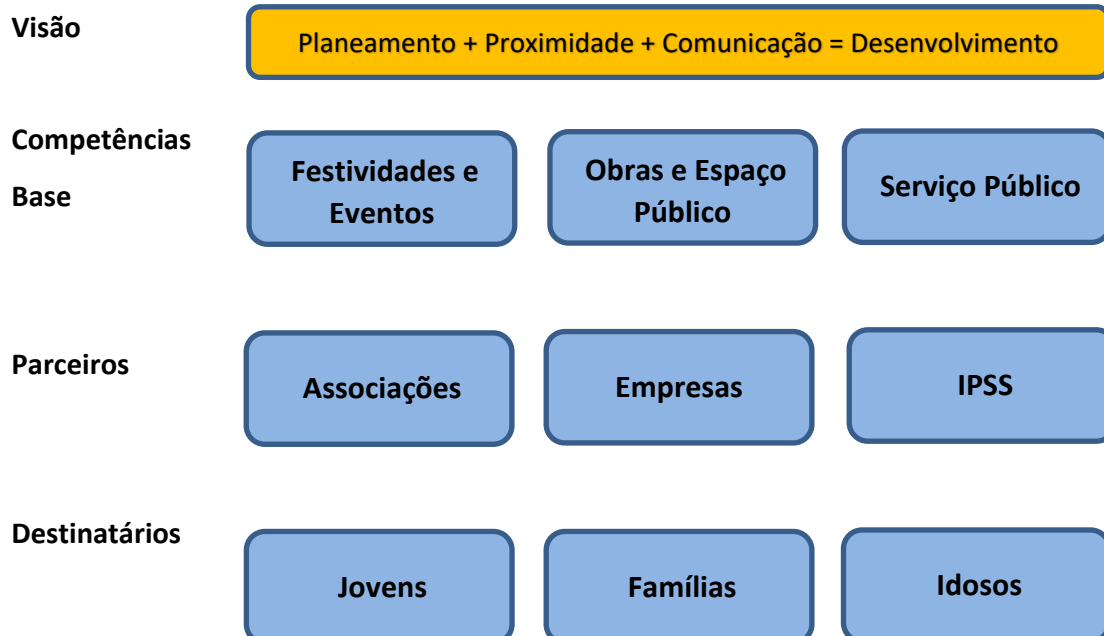 Visão
Planeamento + Proximidade + Comunicação = Desenvolvimento
Competências
Base
Festividades e
Eventos
Obras e Espaço
Público
Serviço Público
Parceiros
Associações
Empresas
IPSS
Destinatários
Jovens
Famílias
Idosos